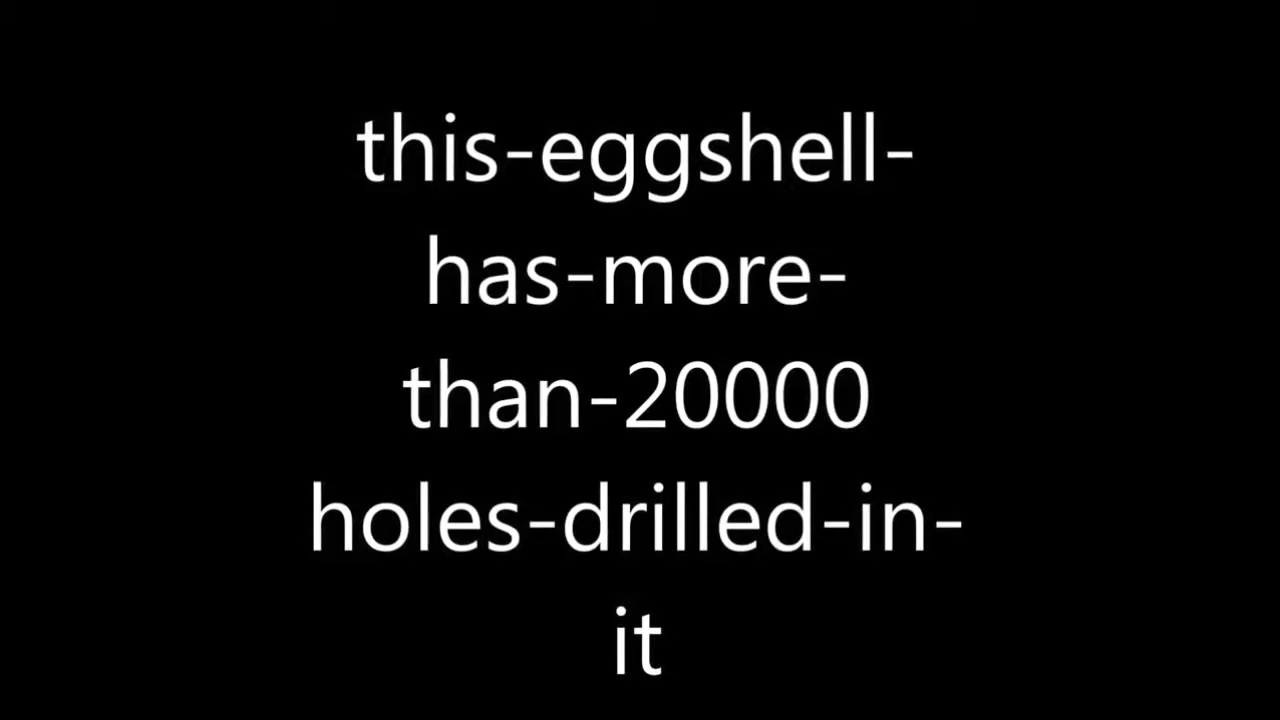 this-eggshell-
has-more-
than-20000
holes-drilled-in-
it